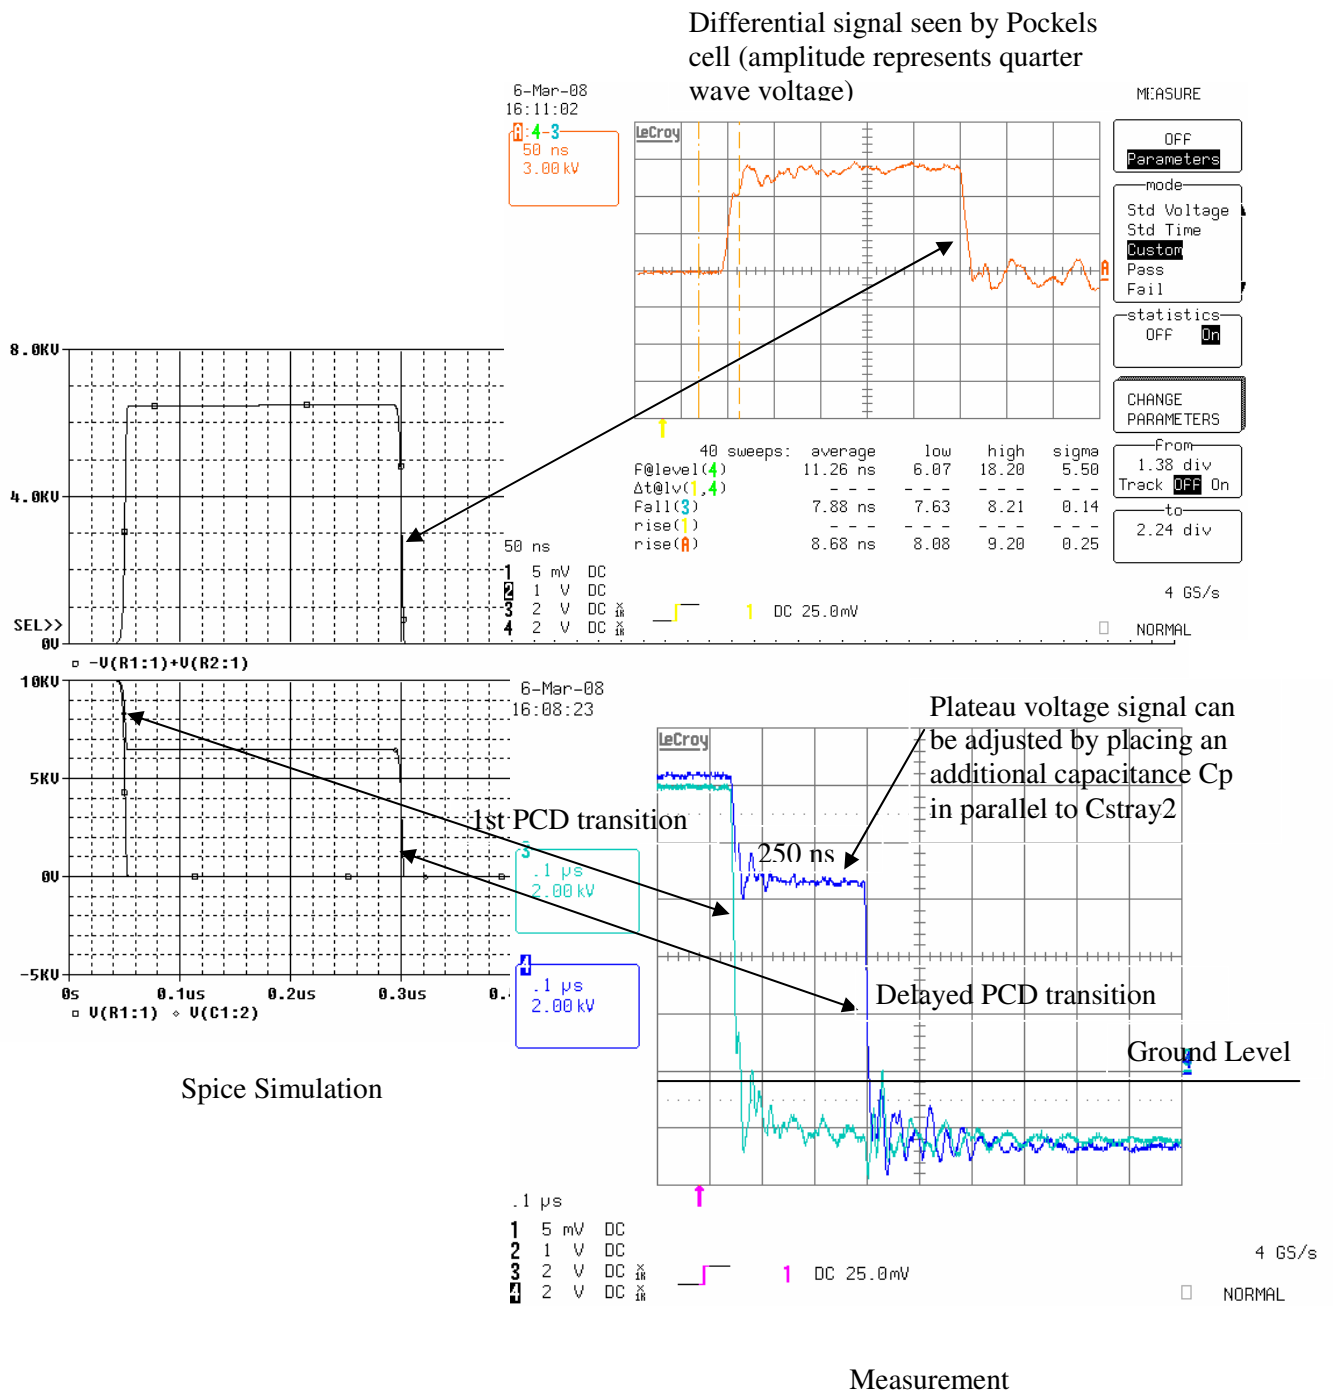 Differential signal seen by Pockels
cell (amplitude represents quarter
wave voltage)
6-Mar-08
16:11:02
A:4-3
50 ns
3.00 kV
LeCroy
A
MEASURE
OFF
Parameters
mode
Std Voltage
Std Time
Custom
Pass
Fail
statistics
OFF On
CHANGE
PARAMETERS
from
1.38 div
Track OFF On
to
2.24 div
40 sweeps: average low high sigma
f@level(4) 11.26 ns 6.07 18.20 5.50
Δt@lv(1,4) - - - - - - - - - - - -
fall(3) 7.88 ns 7.63 8.21 0.14
rise(1) - - - - - - - - - - - -
rise(A) 8.68 ns 8.08 9.20 0.25
50 ns
1 5 mV DC
2 1 V DC
3 2 V DC X1K
4 2 V DC X1K
1 DC 25.0mV
4 GS/s
NORMAL
8.0KV
4.0KV
SEL>>
0V
-V(R1:1)+V(R2:1)
10KV
5KV
0V
-5KV
0s 0.1us 0.2us 0.3us 0.
V(R1:1) V(C1:2)
Spice Simulation
6-Mar-08
16:08:23
LeCroy
3
.1 µs
2.00 kV
4
.1 µs
2.00 kV
Plateau voltage signal can
be adjusted by placing an
additional capacitance Cp
in parallel to Cstray2
1st PCD transition
250 ns
Delayed PCD transition
Ground Level
4
.1 µs
1 5 mV DC
2 1 V DC
3 2 V DC X1K
4 2 V DC X1K
1 DC 25.0mV
4 GS/s
NORMAL
Measurement